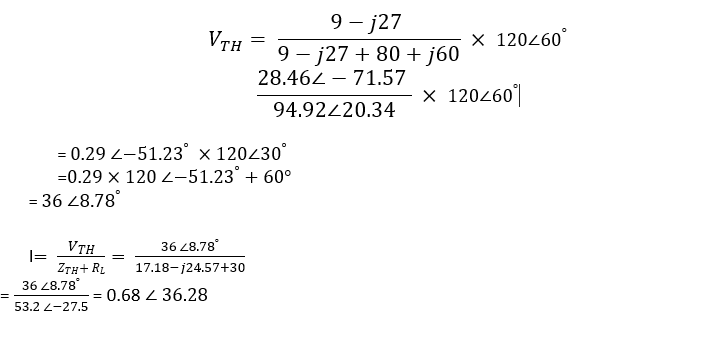 V_TH = (9 − j27)/(9 − j27 + 80 + j60) × 120∠60°
(28.46∠ − 71.57)/(94.92∠20.34) × 120∠60°
= 0.29 ∠−51.23° × 120∠30°
=0.29 × 120 ∠−51.23° + 60°
= 36 ∠8.78°
I= V_TH/(Z_TH + R_L) = (36 ∠8.78°)/(17.18−j24.57+30)
= (36 ∠8.78°)/(53.2 ∠−27.5) = 0.68 ∠ 36.28